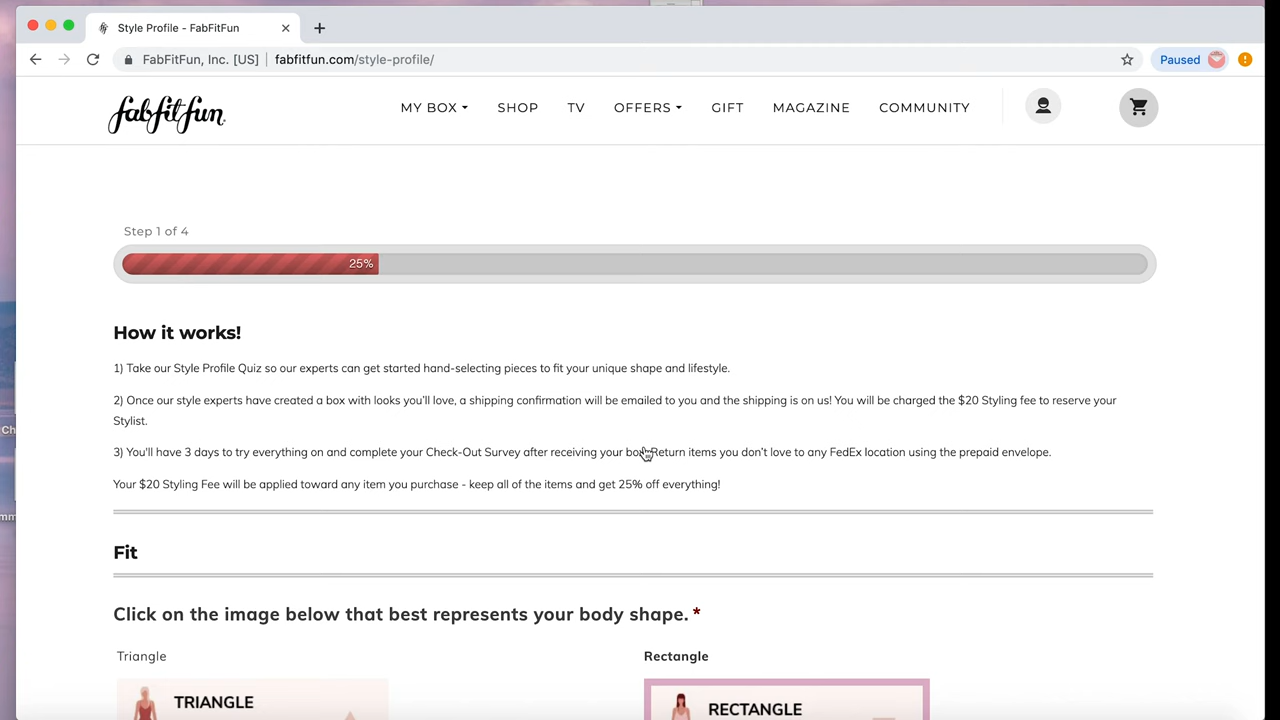 Style Profile - FabFitFun
FabFitFun, Inc. [US] | fabfitfun.com/style-profile/
Paused
fabfitfun.
MY BOX SHOP TV OFFERS GIFT MAGAZINE COMMUNITY
Step 1 of 4
25%
How it works!
1) Take our Style Profile Quiz so our experts can get started hand-selecting pieces to fit your unique shape and lifestyle.
2) Once our style experts have created a box with looks you'll love, a shipping confirmation will be emailed to you and the shipping is on us! You will be charged the $20 Styling fee to reserve your
Stylist.
3) You'll have 3 days to try everything on and complete your Check-Out Survey after receiving your box. Return items you don't love to any FedEx location using the prepaid envelope.
Your $20 Styling Fee will be applied toward any item you purchase - keep all of the items and get 25% off everything!
Fit
Click on the image below that best represents your body shape. *
Triangle Rectangle
TRIANGLE RECTANGLE